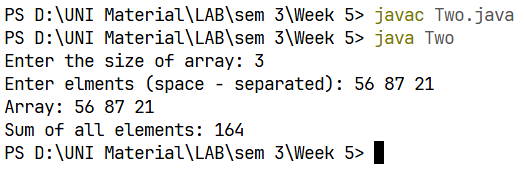 PS D:\UNI Material\LAB\sem 3\Week 5> javac Two.java
PS D:\UNI Material\LAB\sem 3\Week 5> java Two
Enter the size of array: 3
Enter elments (space - separated): 56 87 21
Array: 56 87 21
Sum of all elements: 164
PS D:\UNI Material\LAB\sem 3\Week 5>